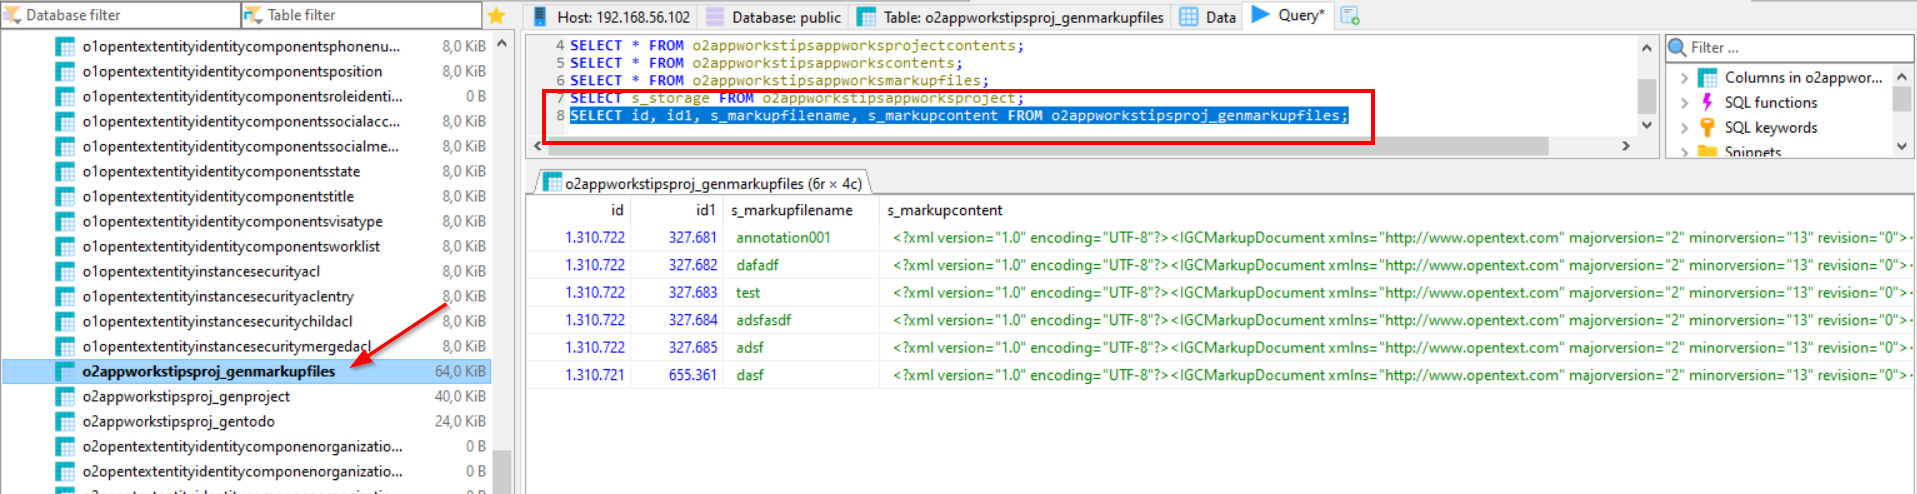 Database filter
Table filter
o1opentextentityidentitycomponentsphonenu... 8,0 KiB
o1opentextentityidentitycomponentsposition 8,0 KiB
o1opentextentityidentitycomponentsroleidenti... 0 B
o1opentextentityidentitycomponentssocialacc... 8,0 KiB
o1opentextentityidentitycomponentssocialme... 8,0 KiB
o1opentextentityidentitycomponentsstate 8,0 KiB
o1opentextentityidentitycomponentstitle 8,0 KiB
o1opentextentityidentitycomponentsvisatype 8,0 KiB
o1opentextentityidentitycomponentsworklist 8,0 KiB
o1opentextentityinstancesecurityacl 8,0 KiB
o1opentextentityinstancesecurityaclentry 8,0 KiB
o1opentextentityinstancesecuritychildacl 8,0 KiB
o1opentextentityinstancesecuritymergedacl 8,0 KiB
o2appworkstipsproj_genmarkupfiles 64,0 KiB
o2appworkstipsproj_genproject 40,0 KiB
o2appworkstipsproj_gentodo 24,0 KiB
o2opentextentityidentitycomponenorganizatio... 0 B
o2opentextentityidentitycomponenorganizatio... 0 B
Host: 192.168.56.102
Database: public
Table: o2appworkstipsproj_genmarkupfiles
Data
Query*
4 SELECT * FROM o2appworkstipsappworksprojectcontents;
5 SELECT * FROM o2appworkstipsappworkscontents;
6 SELECT * FROM o2appworkstipsappworksmarkupfiles;
7 SELECT s_storage FROM o2appworkstipsappworksproject;
8 SELECT id, id1, s_markupfilename, s_markupcontent FROM o2appworkstipsproj_genmarkupfiles;
Filter ...
Columns in o2appwor...
SQL functions
SQL keywords
Snippets
o2appworkstipsproj_genmarkupfiles (6r × 4c)
id id1 s_markupfilename s_markupcontent
1.310.722 327.681 annotation001 <?xml version="1.0" encoding="UTF-8"?><IGCMarkupDocument xmlns="http://www.opentext.com" majorversion="2" minorversion="13" revision="0">
1.310.722 327.682 dafadf <?xml version="1.0" encoding="UTF-8"?><IGCMarkupDocument xmlns="http://www.opentext.com" majorversion="2" minorversion="13" revision="0">
1.310.722 327.683 test <?xml version="1.0" encoding="UTF-8"?><IGCMarkupDocument xmlns="http://www.opentext.com" majorversion="2" minorversion="13" revision="0">
1.310.722 327.684 adsfasdf <?xml version="1.0" encoding="UTF-8"?><IGCMarkupDocument xmlns="http://www.opentext.com" majorversion="2" minorversion="13" revision="0">
1.310.722 327.685 adsf <?xml version="1.0" encoding="UTF-8"?><IGCMarkupDocument xmlns="http://www.opentext.com" majorversion="2" minorversion="13" revision="0">
1.310.721 655.361 dasf <?xml version="1.0" encoding="UTF-8"?><IGCMarkupDocument xmlns="http://www.opentext.com" majorversion="2" minorversion="13" revision="0">